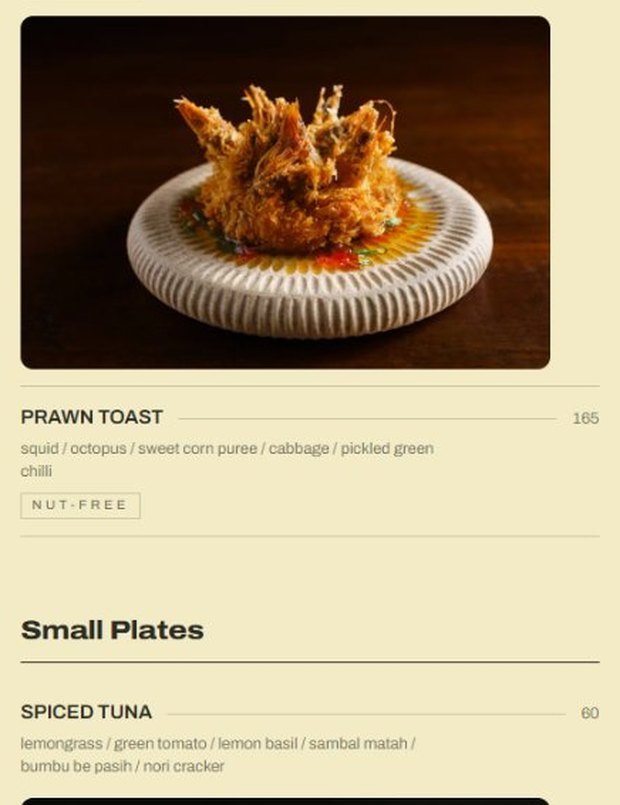 PRAWN TOAST 165
squid / octopus / sweet corn puree / cabbage / pickled green
chilli
NUT-FREE
Small Plates
SPICED TUNA 60
lemongrass / green tomato / lemon basil / sambal matah /
bumbu be pasih / nori cracker